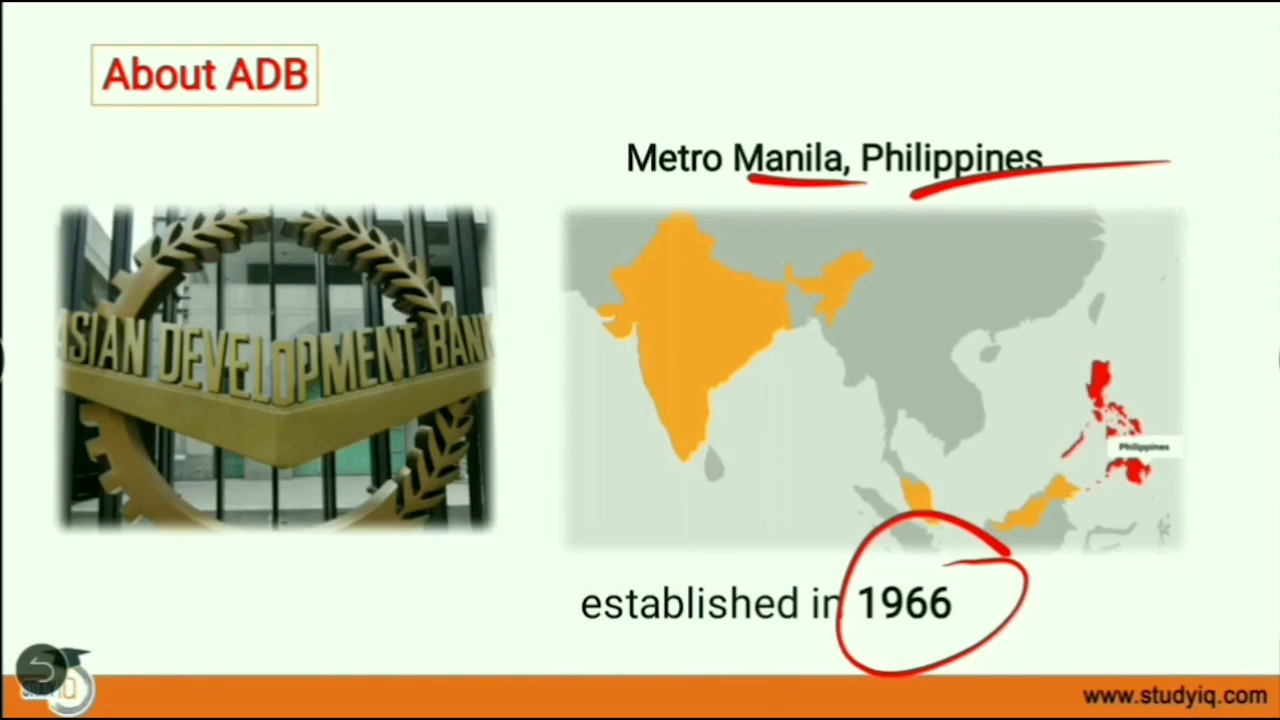 About ADB
Metro Manila, Philippines
ASIAN DEVELOPMENT BANK
Philippines
established in 1966
www.studyiq.com